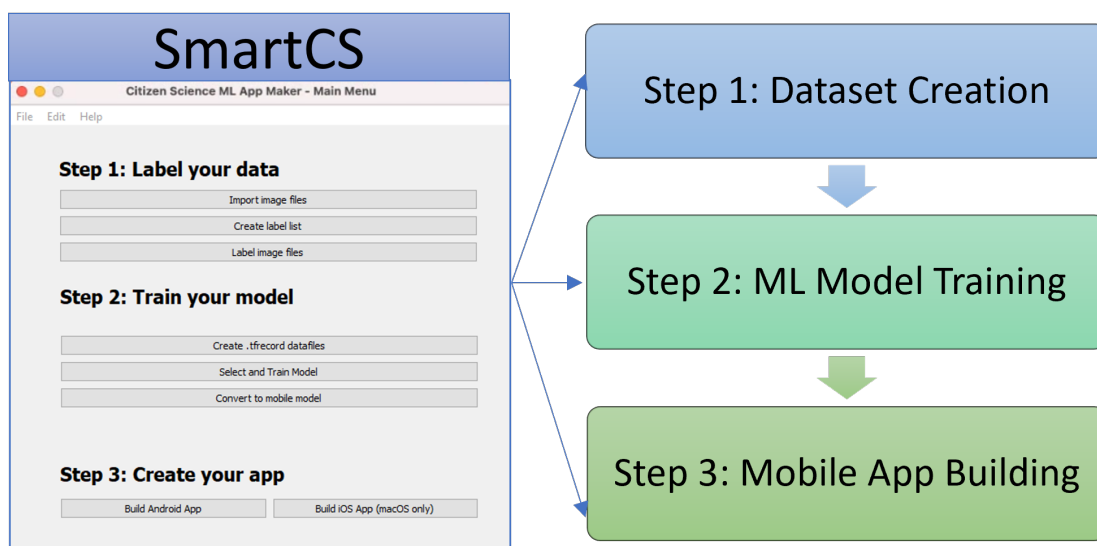 SmartCS
Citizen Science ML App Maker - Main Menu
File Edit Help
Step 1: Label your data
Import image files
Create label list
Label image files
Step 2: Train your model
Create .tfrecord datafiles
Select and Train Model
Convert to mobile model
Step 3: Create your app
Build Android App
Build iOS App (macOS only)
Step 1: Dataset Creation
Step 2: ML Model Training
Step 3: Mobile App Building